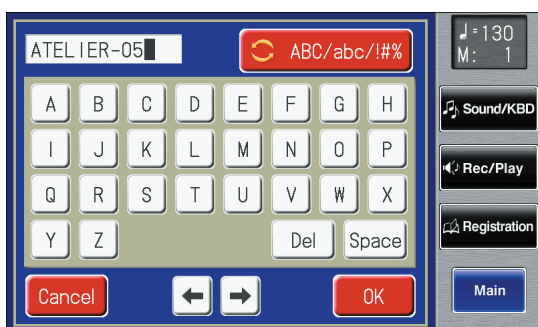 ATELIER-05
ABC/abc/!#%
♩=130
M: 1
A B C D E F G H
Sound/KBD
I J K L M N O P
Rec/Play
Q R S T U V W X
Registration
Y Z Del Space
Cancel ← → OK
Main